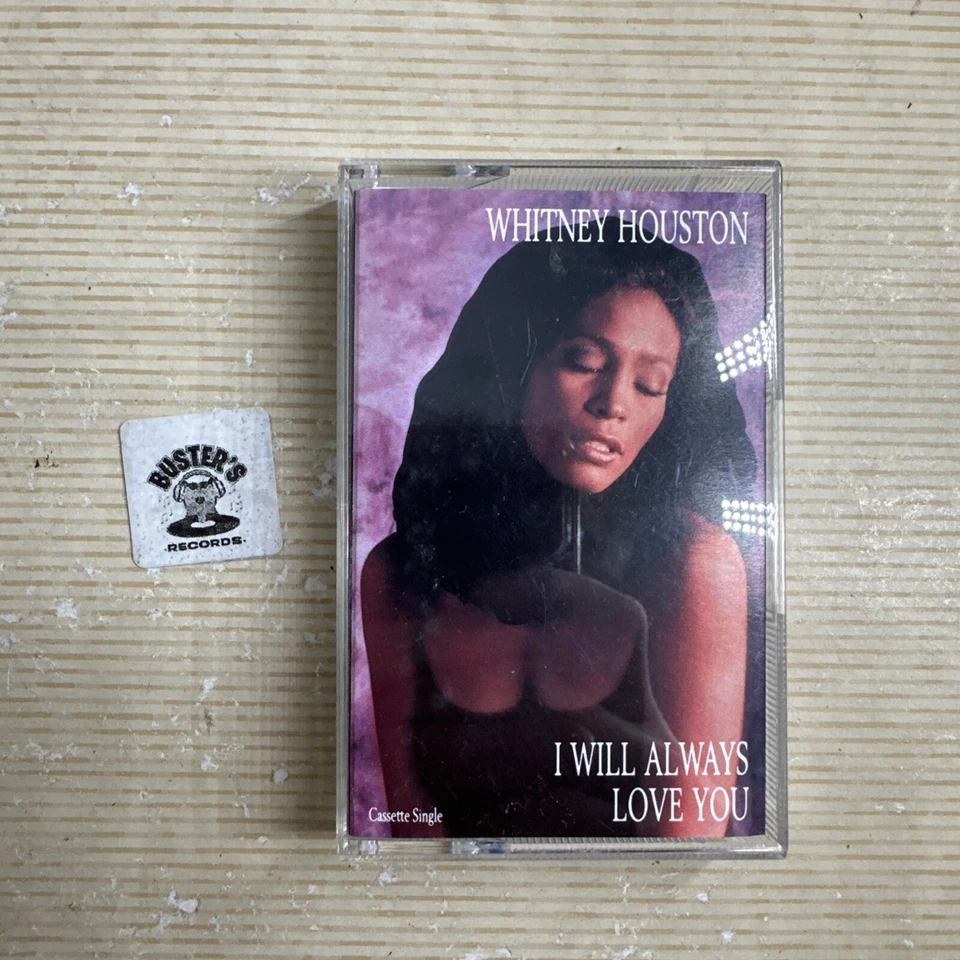 WHITNEY HOUSTON
BUSTER'S
·RECORDS·
I WILL ALWAYS
LOVE YOU
Cassette Single